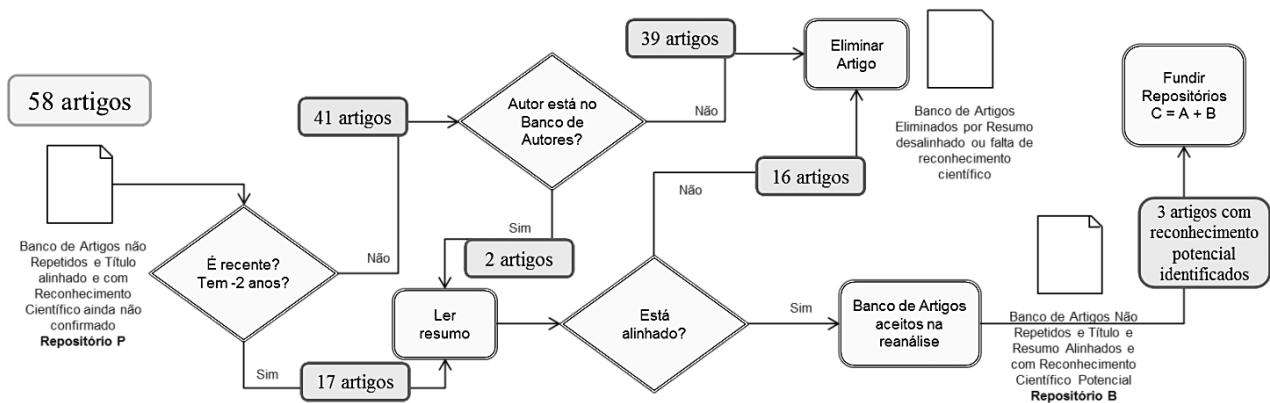 58 artigos
Banco de Artigos não
Repetidos e Título
alinhado e com
Reconhecimento
Científico ainda não
confirmado
Repositório P
É recente?
Tem -2 anos?
Não
41 artigos
Sim
17 artigos
Autor está no
Banco de
Autores?
Não
39 artigos
Sim
2 artigos
Ler
resumo
Eliminar
Artigo
Banco de Artigos
Eliminados por Resumo
desalinhado ou falta de
reconhecimento
científico
Está
alinhado?
Não
16 artigos
Sim
Banco de Artigos
aceitos na
reanálise
Banco de Artigos Não
Repetidos e Título e
Resumo Alinhados e
com Reconhecimento
Científico Potencial
Repositório B
3 artigos com
reconhecimento
potencial
identificados
Fundir
Repositórios
C = A + B